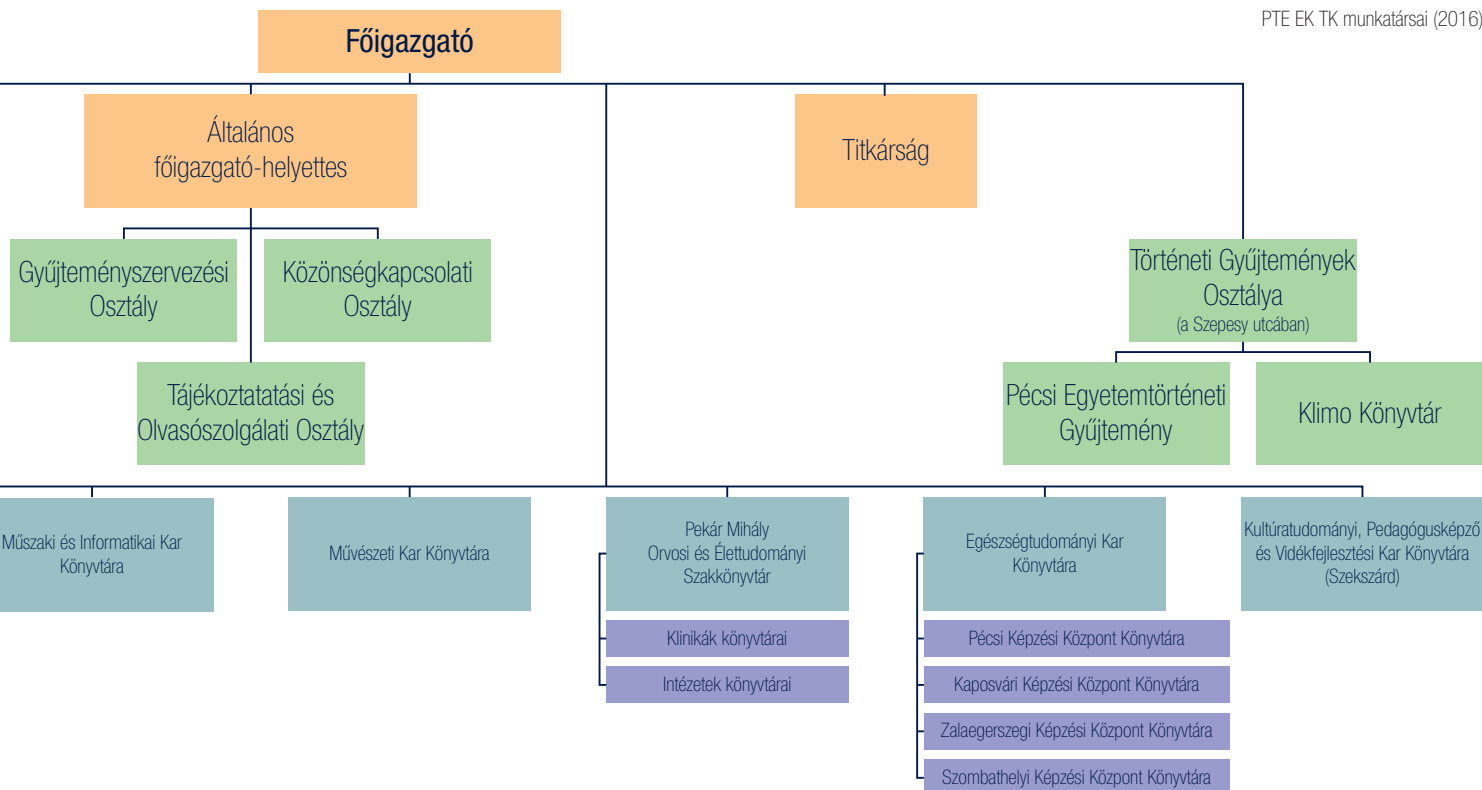 PTE EK TK munkatársai (2016)
Főigazgató
Általános
főigazgató-helyettes
Titkárság
Gyűjteményszervezési
Osztály
Közönségkapcsolati
Osztály
Történeti Gyűjtemények
Osztálya
(a Szepesy utcában)
Tájékoztatatási és
Olvasószolgálati Osztály
Pécsi Egyetemtörténeti
Gyűjtemény
Klimo Könyvtár
Műszaki és Informatikai Kar
Könyvtára
Művészeti Kar Könyvtára
Pekár Mihály
Orvosi és Élettudományi
Szakkönyvtár
Egészségtudományi Kar
Könyvtára
Kultúratudományi, Pedagógusképző
és Vidékfejlesztési Kar Könyvtára
(Szekszárd)
Klinikák könyvtárai
Intézetek könyvtárai
Pécsi Képzési Központ Könyvtára
Kaposvári Képzési Központ Könyvtára
Zalaegerszegi Képzési Központ Könyvtára
Szombathelyi Képzési Központ Könyvtára